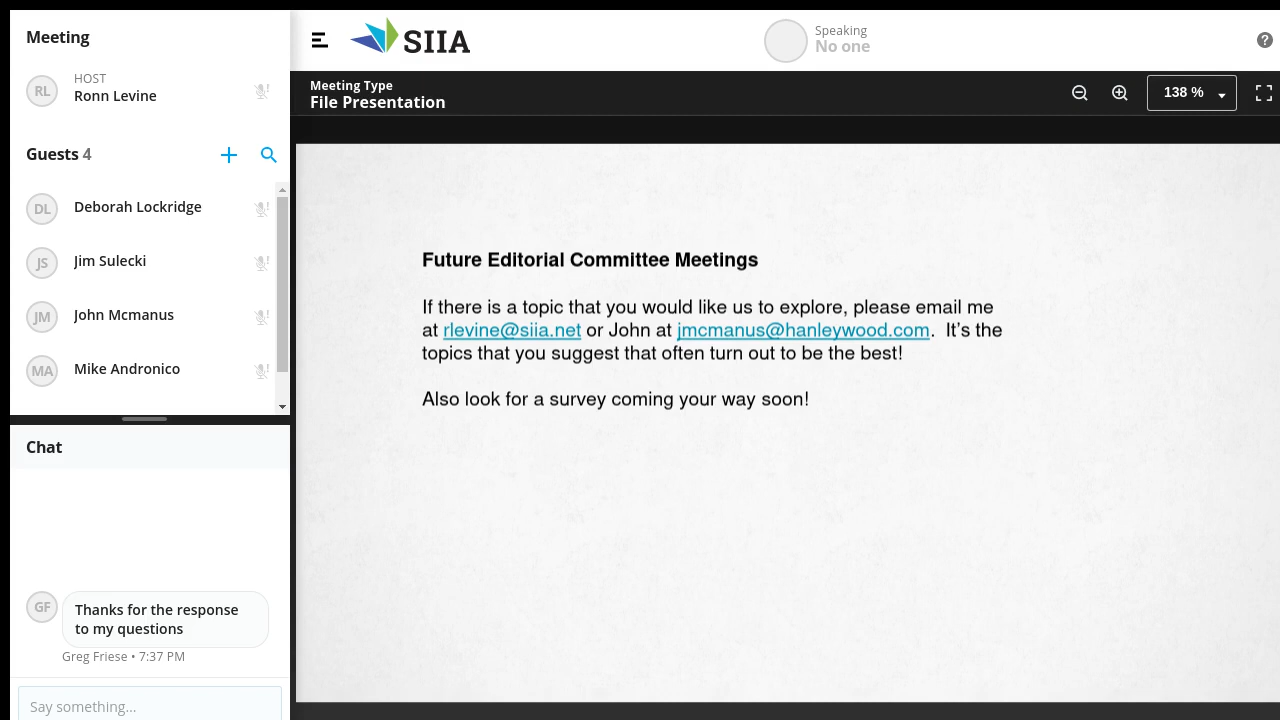 Meeting
RL
HOST
Ronn Levine
Guests 4
DL
Deborah Lockridge
JS
Jim Sulecki
JM
John Mcmanus
MA
Mike Andronico
Chat
GF
Thanks for the response
to my questions
Greg Friese • 7:37 PM
Say something...
SIIA
Speaking
No one
?
Meeting Type
File Presentation
138 %
Future Editorial Committee Meetings
If there is a topic that you would like us to explore, please email me
at rlevine@siia.net or John at jmcmanus@hanleywood.com.  It’s the
topics that you suggest that often turn out to be the best!
Also look for a survey coming your way soon!